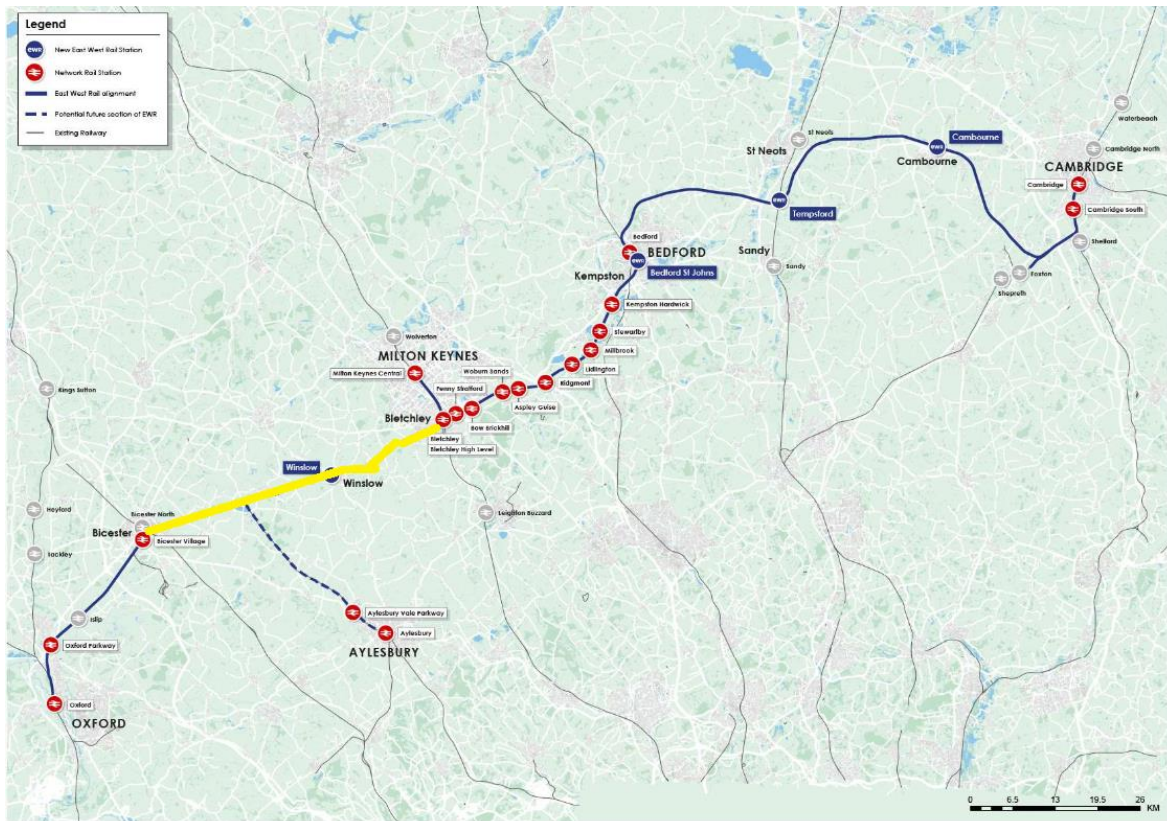 Legend
ewr New East West Rail Station
Network Rail Station
East West Rail alignment
Potential future section of EWR
Existing Railway
Waterbeach
St Neots
St Neots
Cambourne
Cambridge North
Cambourne
CAMBRIDGE
Cambridge
ewr
Tempsford
Cambridge South
Bedford
BEDFORD
Sandy
Shelford
ewr
Kempston
Bedford St Johns
Sandy
Foxton
Shepreth
Kempston Hardwick
Wolverton
Stewartby
MILTON KEYNES
Millbrook
Woburn Sands
Lidlington
Milton Keynes Central
Ridgmont
Kings Sutton
Fenny Stratford
Aspley Guise
Bletchley
Bow Brickhill
Bletchley
Bletchley High Level
Winslow
Winslow
Heyford
Bicester North
Leighton Buzzard
Bicester
Bicester Village
Tackley
Islip
Aylesbury Vale Parkway
Oxford Parkway
Aylesbury
AYLESBURY
Oxford
OXFORD
0 6.5 13 19.5 26
KM